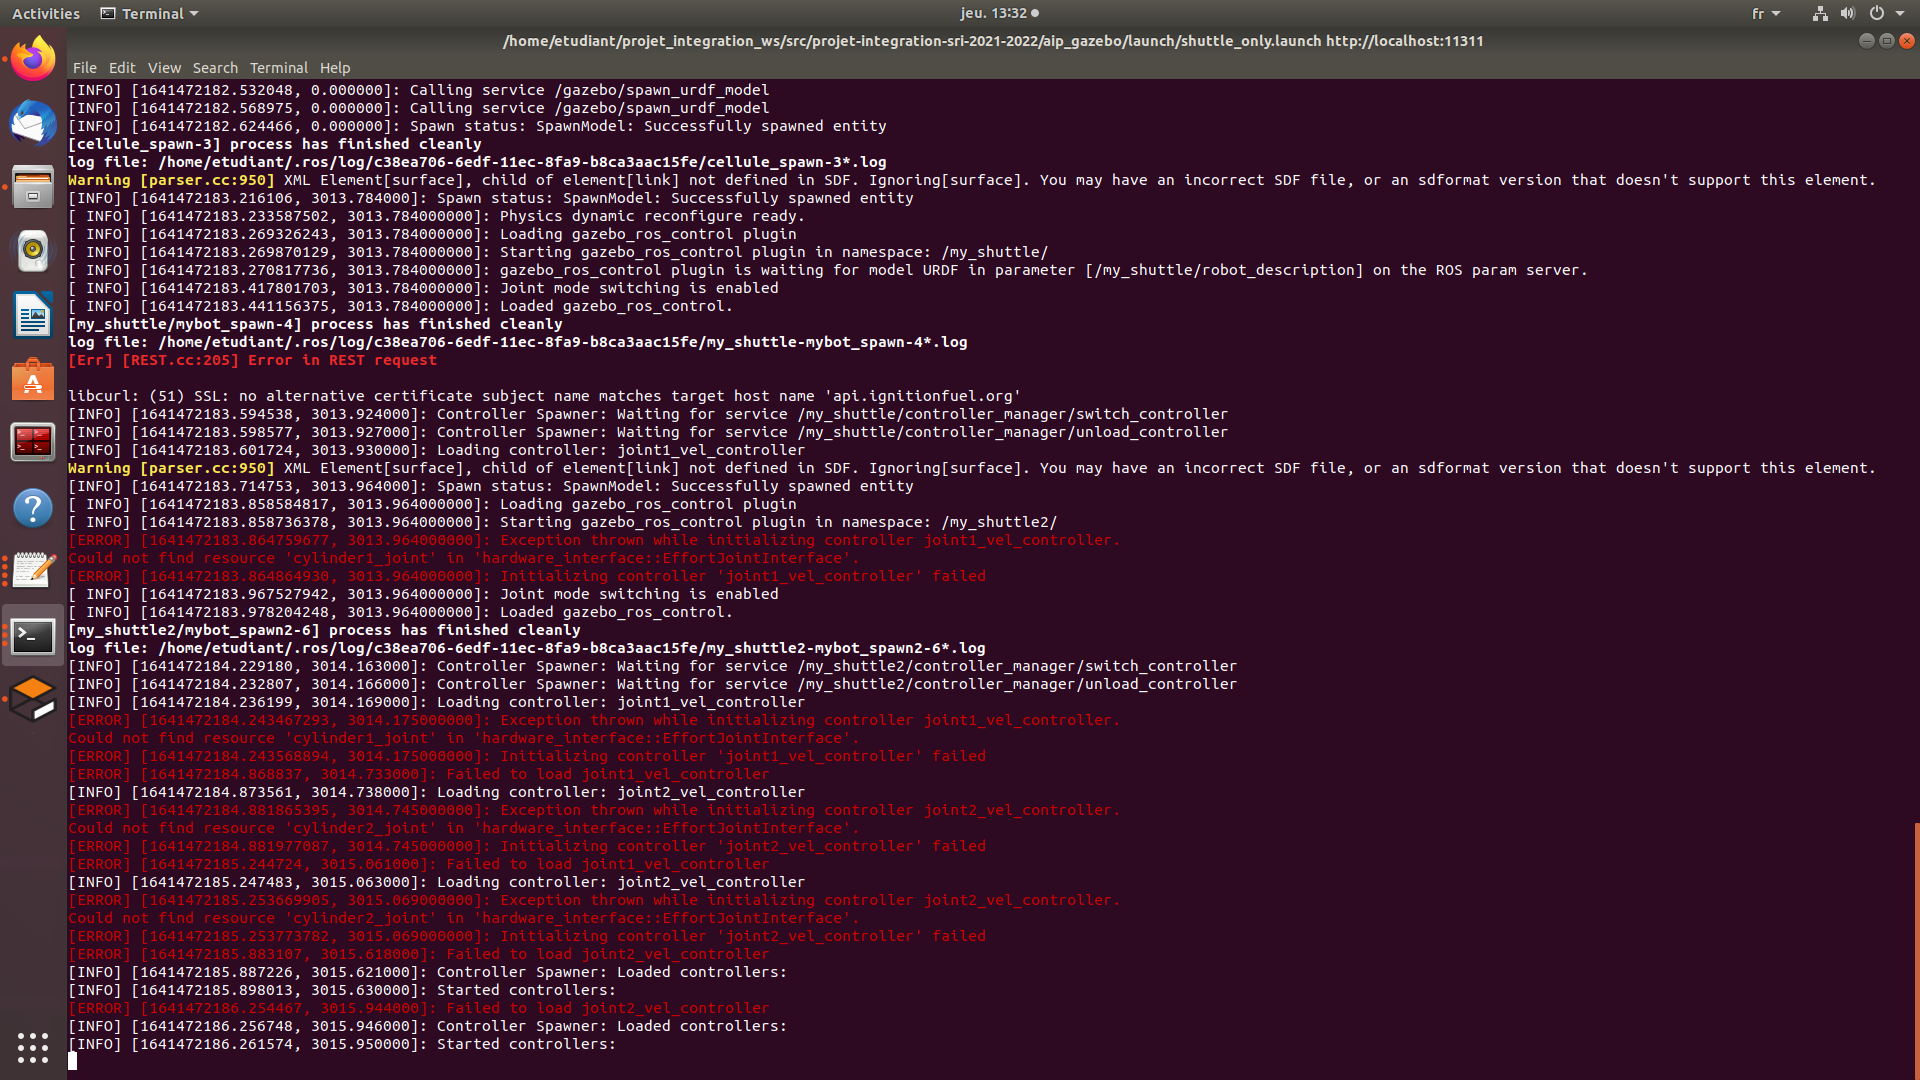 Activities Terminal jeu. 13:32 fr
/home/etudiant/projet_integration_ws/src/projet-integration-sri-2021-2022/aip_gazebo/launch/shuttle_only.launch http://localhost:11311
File Edit View Search Terminal Help
[INFO] [1641472182.532048, 0.000000]: Calling service /gazebo/spawn_urdf_model
[INFO] [1641472182.568975, 0.000000]: Calling service /gazebo/spawn_urdf_model
[INFO] [1641472182.624466, 0.000000]: Spawn status: SpawnModel: Successfully spawned entity
[cellule_spawn-3] process has finished cleanly
log file: /home/etudiant/.ros/log/c38ea706-6edf-11ec-8fa9-b8ca3aac15fe/cellule_spawn-3*.log
Warning [parser.cc:950] XML Element[surface], child of element[link] not defined in SDF. Ignoring[surface]. You may have an incorrect SDF file, or an sdformat version that doesn't support this element.
[INFO] [1641472183.216106, 3013.784000]: Spawn status: SpawnModel: Successfully spawned entity
[ INFO] [1641472183.233587502, 3013.784000000]: Physics dynamic reconfigure ready.
[ INFO] [1641472183.269326243, 3013.784000000]: Loading gazebo_ros_control plugin
[ INFO] [1641472183.269870129, 3013.784000000]: Starting gazebo_ros_control plugin in namespace: /my_shuttle/
[ INFO] [1641472183.270817736, 3013.784000000]: gazebo_ros_control plugin is waiting for model URDF in parameter [/my_shuttle/robot_description] on the ROS param server.
[ INFO] [1641472183.417801703, 3013.784000000]: Joint mode switching is enabled
[ INFO] [1641472183.441156375, 3013.784000000]: Loaded gazebo_ros_control.
[my_shuttle/mybot_spawn-4] process has finished cleanly
log file: /home/etudiant/.ros/log/c38ea706-6edf-11ec-8fa9-b8ca3aac15fe/my_shuttle-mybot_spawn-4*.log
[Err] [REST.cc:205] Error in REST request
libcurl: (51) SSL: no alternative certificate subject name matches target host name 'api.ignitionfuel.org'
[INFO] [1641472183.594538, 3013.924000]: Controller Spawner: Waiting for service /my_shuttle/controller_manager/switch_controller
[INFO] [1641472183.598577, 3013.927000]: Controller Spawner: Waiting for service /my_shuttle/controller_manager/unload_controller
[INFO] [1641472183.601724, 3013.930000]: Loading controller: joint1_vel_controller
Warning [parser.cc:950] XML Element[surface], child of element[link] not defined in SDF. Ignoring[surface]. You may have an incorrect SDF file, or an sdformat version that doesn't support this element.
[INFO] [1641472183.714753, 3013.964000]: Spawn status: SpawnModel: Successfully spawned entity
[ INFO] [1641472183.858584817, 3013.964000000]: Loading gazebo_ros_control plugin
[ INFO] [1641472183.858736378, 3013.964000000]: Starting gazebo_ros_control plugin in namespace: /my_shuttle2/
[ERROR] [1641472183.864759677, 3013.964000000]: Exception thrown while initializing controller joint1_vel_controller.
Could not find resource 'cylinder1_joint' in 'hardware_interface::EffortJointInterface'.
[ERROR] [1641472183.864864930, 3013.964000000]: Initializing controller 'joint1_vel_controller' failed
[ INFO] [1641472183.967527942, 3013.964000000]: Joint mode switching is enabled
[ INFO] [1641472183.978204248, 3013.964000000]: Loaded gazebo_ros_control.
[my_shuttle2/mybot_spawn2-6] process has finished cleanly
log file: /home/etudiant/.ros/log/c38ea706-6edf-11ec-8fa9-b8ca3aac15fe/my_shuttle2-mybot_spawn2-6*.log
[INFO] [1641472184.229180, 3014.163000]: Controller Spawner: Waiting for service /my_shuttle2/controller_manager/switch_controller
[INFO] [1641472184.232807, 3014.166000]: Controller Spawner: Waiting for service /my_shuttle2/controller_manager/unload_controller
[INFO] [1641472184.236199, 3014.169000]: Loading controller: joint1_vel_controller
[ERROR] [1641472184.243467293, 3014.175000000]: Exception thrown while initializing controller joint1_vel_controller.
Could not find resource 'cylinder1_joint' in 'hardware_interface::EffortJointInterface'.
[ERROR] [1641472184.243568894, 3014.175000000]: Initializing controller 'joint1_vel_controller' failed
[ERROR] [1641472184.868837, 3014.733000]: Failed to load joint1_vel_controller
[INFO] [1641472184.873561, 3014.738000]: Loading controller: joint2_vel_controller
[ERROR] [1641472184.881865395, 3014.745000000]: Exception thrown while initializing controller joint2_vel_controller.
Could not find resource 'cylinder2_joint' in 'hardware_interface::EffortJointInterface'.
[ERROR] [1641472184.881977087, 3014.745000000]: Initializing controller 'joint2_vel_controller' failed
[ERROR] [1641472185.244724, 3015.061000]: Failed to load joint1_vel_controller
[INFO] [1641472185.247483, 3015.063000]: Loading controller: joint2_vel_controller
[ERROR] [1641472185.253669905, 3015.069000000]: Exception thrown while initializing controller joint2_vel_controller.
Could not find resource 'cylinder2_joint' in 'hardware_interface::EffortJointInterface'.
[ERROR] [1641472185.253773782, 3015.069000000]: Initializing controller 'joint2_vel_controller' failed
[ERROR] [1641472185.883107, 3015.618000]: Failed to load joint2_vel_controller
[INFO] [1641472185.887226, 3015.621000]: Controller Spawner: Loaded controllers:
[INFO] [1641472185.898013, 3015.630000]: Started controllers:
[ERROR] [1641472186.254467, 3015.944000]: Failed to load joint2_vel_controller
[INFO] [1641472186.256748, 3015.946000]: Controller Spawner: Loaded controllers:
[INFO] [1641472186.261574, 3015.950000]: Started controllers: